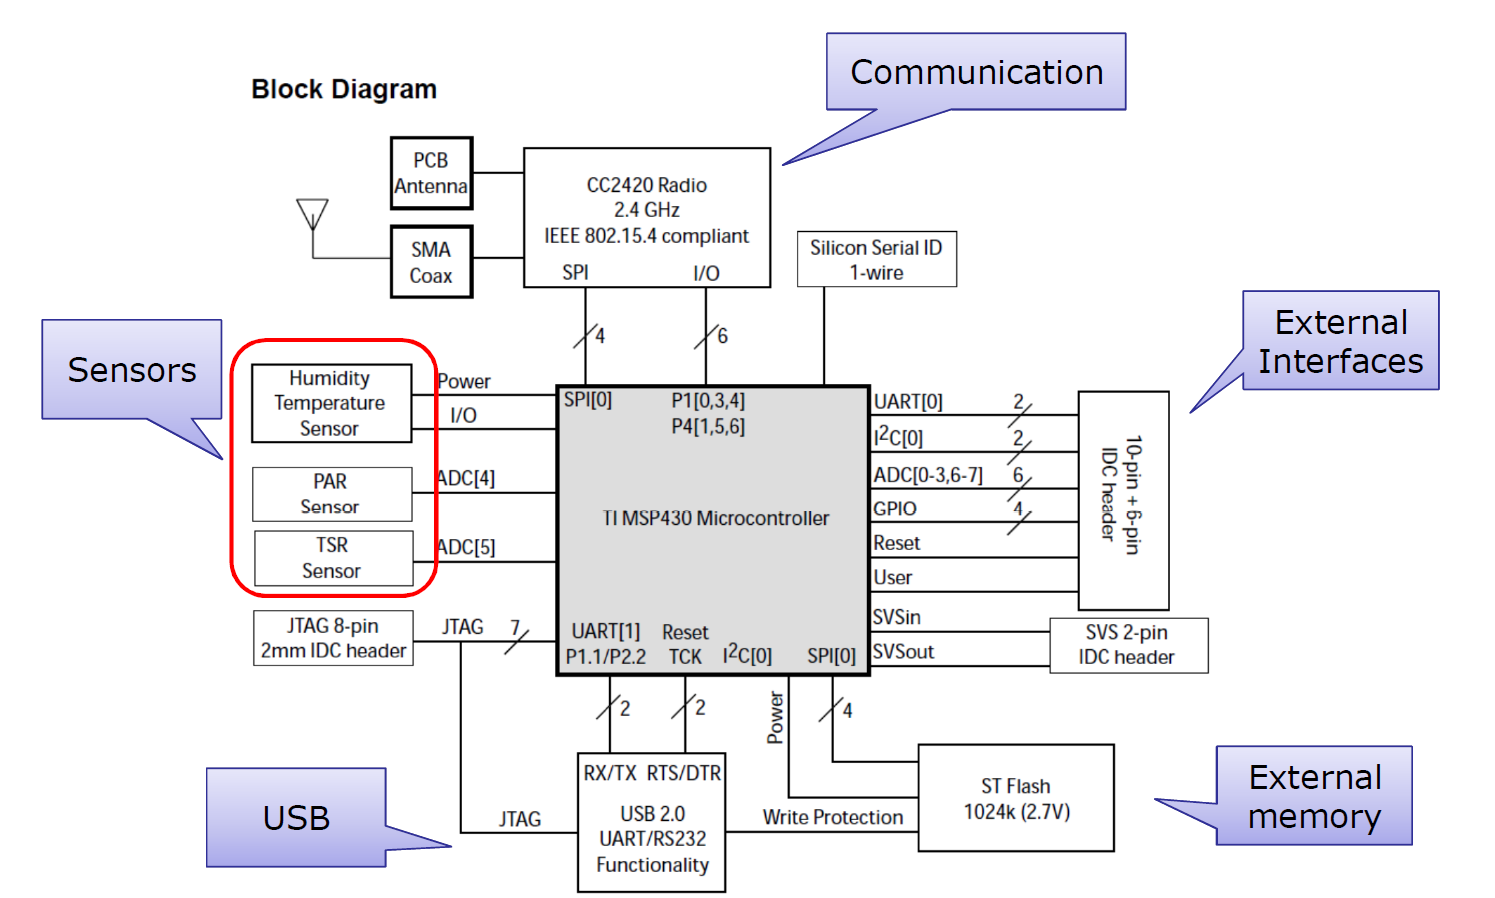 Block Diagram
Communication
PCB
Antenna
CC2420 Radio
2.4 GHz
IEEE 802.15.4 compliant
SPI
I/O
SMA
Coax
Silicon Serial ID
1-wire
4
6
Sensors
Humidity
Temperature
Sensor
Power
I/O
PAR
Sensor
ADC[4]
TSR
Sensor
ADC[5]
JTAG 8-pin
2mm IDC header
JTAG
7
SPI[0]
P1[0,3,4]
P4[1,5,6]
TI MSP430 Microcontroller
UART[1]
P1.1/P2.2
Reset
TCK
I2C[0]
SPI[0]
UART[0]
2
I2C[0]
2
ADC[0-3,6-7]
6
GPIO
4
Reset
User
SVSin
SVSout
10-pin + 6-pin
IDC header
External
Interfaces
SVS 2-pin
IDC header
2
2
Power
4
USB
JTAG
RX/TX
RTS/DTR
USB 2.0
UART/RS232
Functionality
Write Protection
ST Flash
1024k (2.7V)
External
memory